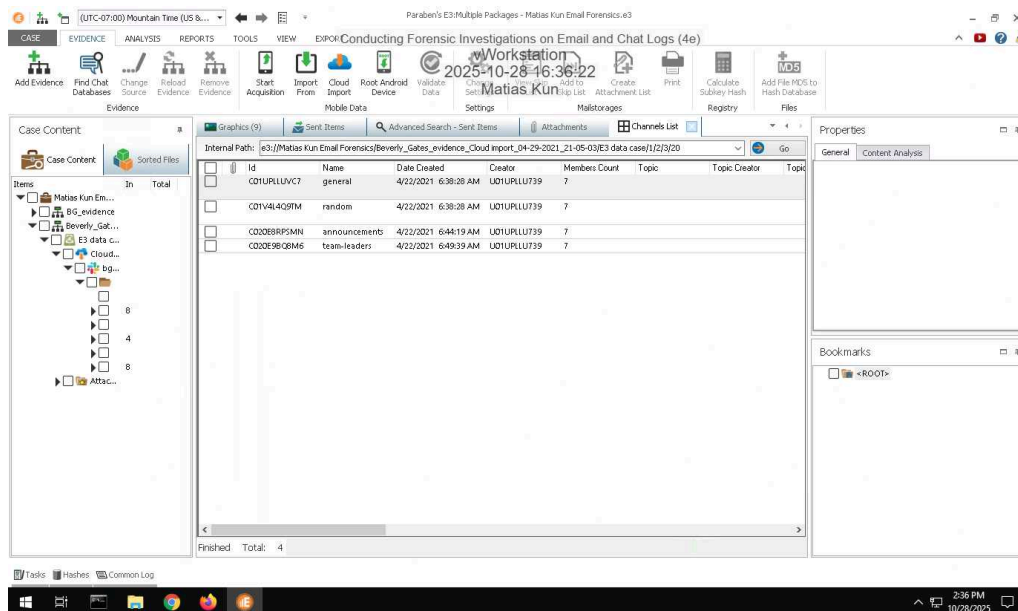 (UTC-07:00) Mountain Time (US &...
Paraben's E3:Multiple Packages - Matias Kun Email Forensics.e3
CASE EVIDENCE ANALYSIS REPORTS TOOLS VIEW EXPOR
Conducting Forensic Investigations on Email and Chat Logs (4e)
vWorkstation
2025-10-28 16:36:22
Matias Kun
Add Evidence
Find Chat Databases
Change Source
Reload Evidence
Remove Evidence
Start Acquisition
Import From
Cloud Import
Root Android Device
Validate Data
Add to Skip List
Create Attachment List
Print
Calculate Subkey Hash
MD5
Add File MD5 to Hash Database
Evidence Mobile Data Settings Mailstorages Registry Files
Case Content
Case Content Sorted Files
Items In Total
Matias Kun Em...
BG_evidence
Beverly_Gat...
E3 data c...
Cloud...
bg...
8
4
8
Attac...
Graphics (9) Sent Items Advanced Search - Sent Items Attachments Channels List
Internal Path: e3://Matias Kun Email Forensics/Beverly_Gates_evidence_Cloud import_04-29-2021_21-05-03/E3 data case/1/2/3/20 Go
Id Name Date Created Creator Members Count Topic Topic Creator Topic
C01UPLLUVC7 general 4/22/2021 6:38:28 AM U01UPLLU739 7
C01V4L4Q9TM random 4/22/2021 6:38:28 AM U01UPLLU739 7
C020E8RPSMN announcements 4/22/2021 6:44:19 AM U01UPLLU739 7
C020E9BQ8M6 team-leaders 4/22/2021 6:49:39 AM U01UPLLU739 7
Finished Total: 4
Properties
General Content Analysis
Bookmarks
<ROOT>
Tasks Hashes Common Log
2:36 PM
10/28/2025